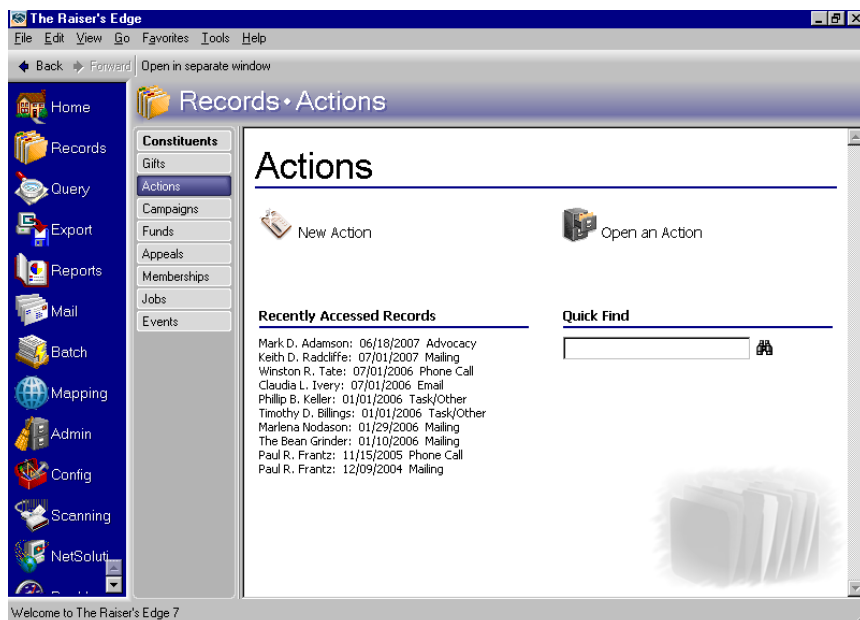 The Raiser's Edge
File Edit View Go Favorites Tools Help
Back Forward Open in separate window
Records • Actions
Home
Records
Query
Export
Reports
Mail
Batch
Mapping
Admin
Config
Scanning
NetSoluti
Constituents
Gifts
Actions
Campaigns
Funds
Appeals
Memberships
Jobs
Events
Actions
New Action
Open an Action
Recently Accessed Records
Mark D. Adamson: 06/18/2007 Advocacy
Keith D. Radcliffe: 07/01/2007 Mailing
Winston R. Tate: 07/01/2006 Phone Call
Claudia L. Ivery: 07/01/2006 Email
Phillip B. Keller: 01/01/2006 Task/Other
Timothy D. Billings: 01/01/2006 Task/Other
Marlena Nodason: 01/29/2006 Mailing
The Bean Grinder: 01/10/2006 Mailing
Paul R. Frantz: 11/15/2005 Phone Call
Paul R. Frantz: 12/09/2004 Mailing
Quick Find
Welcome to The Raiser's Edge 7